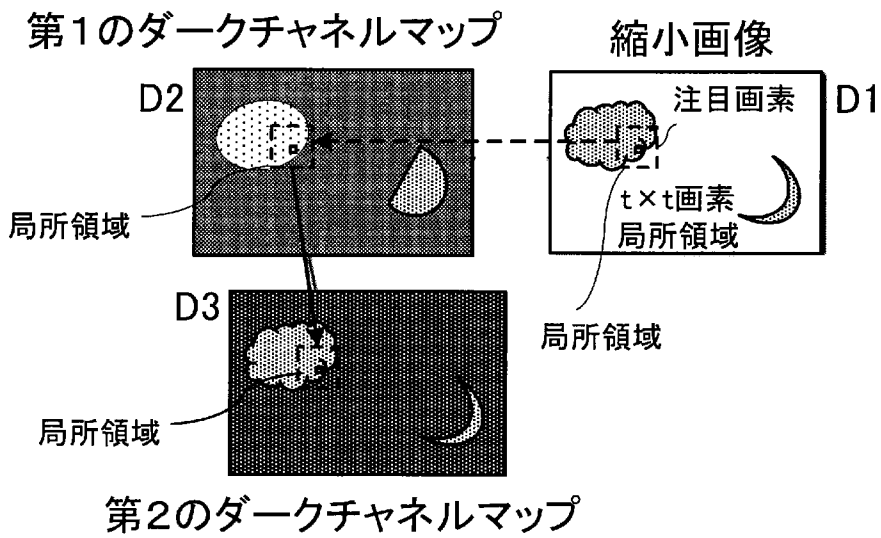 第1のダークチャネルマップ
縮小画像
D2
注目画素
D1
局所領域
t×t画素
局所領域
D3
局所領域
局所領域
第2のダークチャネルマップ